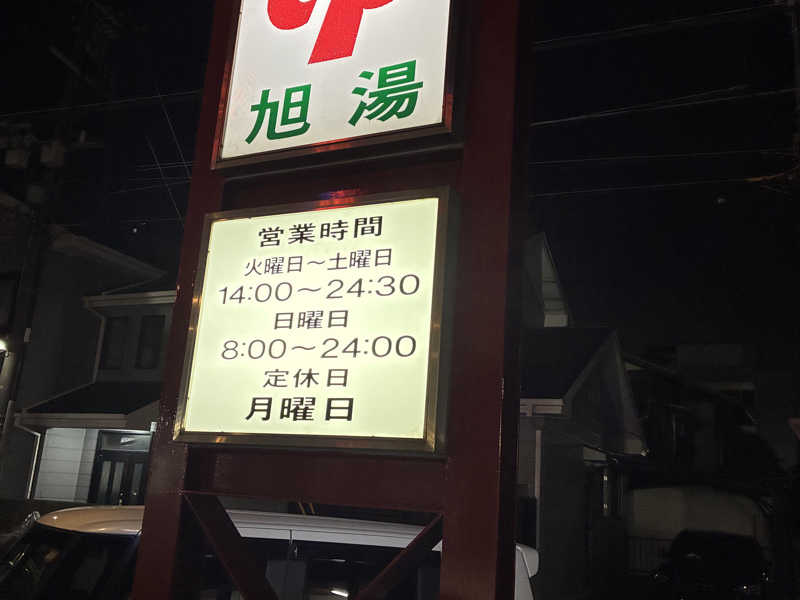 旭湯
営業時間
火曜日～土曜日
14:00～24:30
日曜日
8:00～24:00
定休日
月曜日